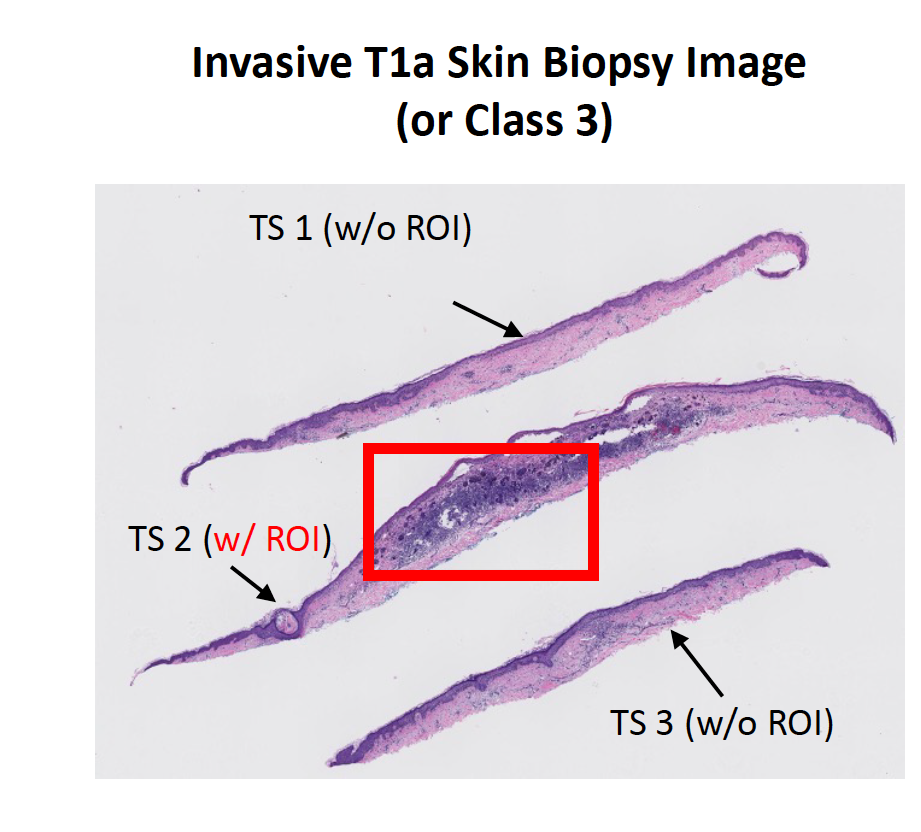 Invasive T1a Skin Biopsy Image
(or Class 3)
TS 1 (w/o ROI)
TS 2 (w/ ROI)
TS 3 (w/o ROI)